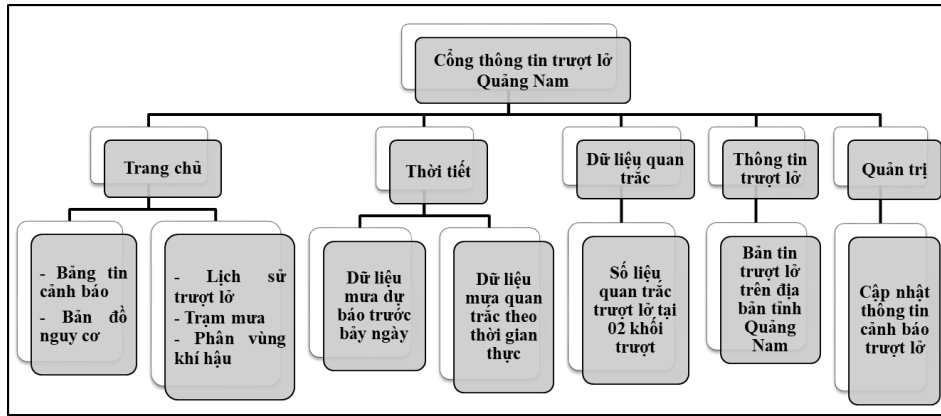 Cổng thông tin trượt lở
Quảng Nam
Trang chủ
Thời tiết
Dữ liệu quan
trắc
Thông tin
trượt lở
Quản trị
- Bảng tin
cảnh báo
- Bản đồ
nguy cơ
- Lịch sử
trượt lở
- Trạm mưa
- Phân vùng
khí hậu
Dữ liệu
mưa dự
báo trước
bảy ngày
Dữ liệu
mưa quan
trắc theo
thời gian
thực
Số liệu
quan trắc
trượt lở tại
02 khối
trượt
Bản tin
trượt lở
trên địa
bản tỉnh
Quảng
Nam
Cập nhật
thông tin
cảnh báo
trượt lở